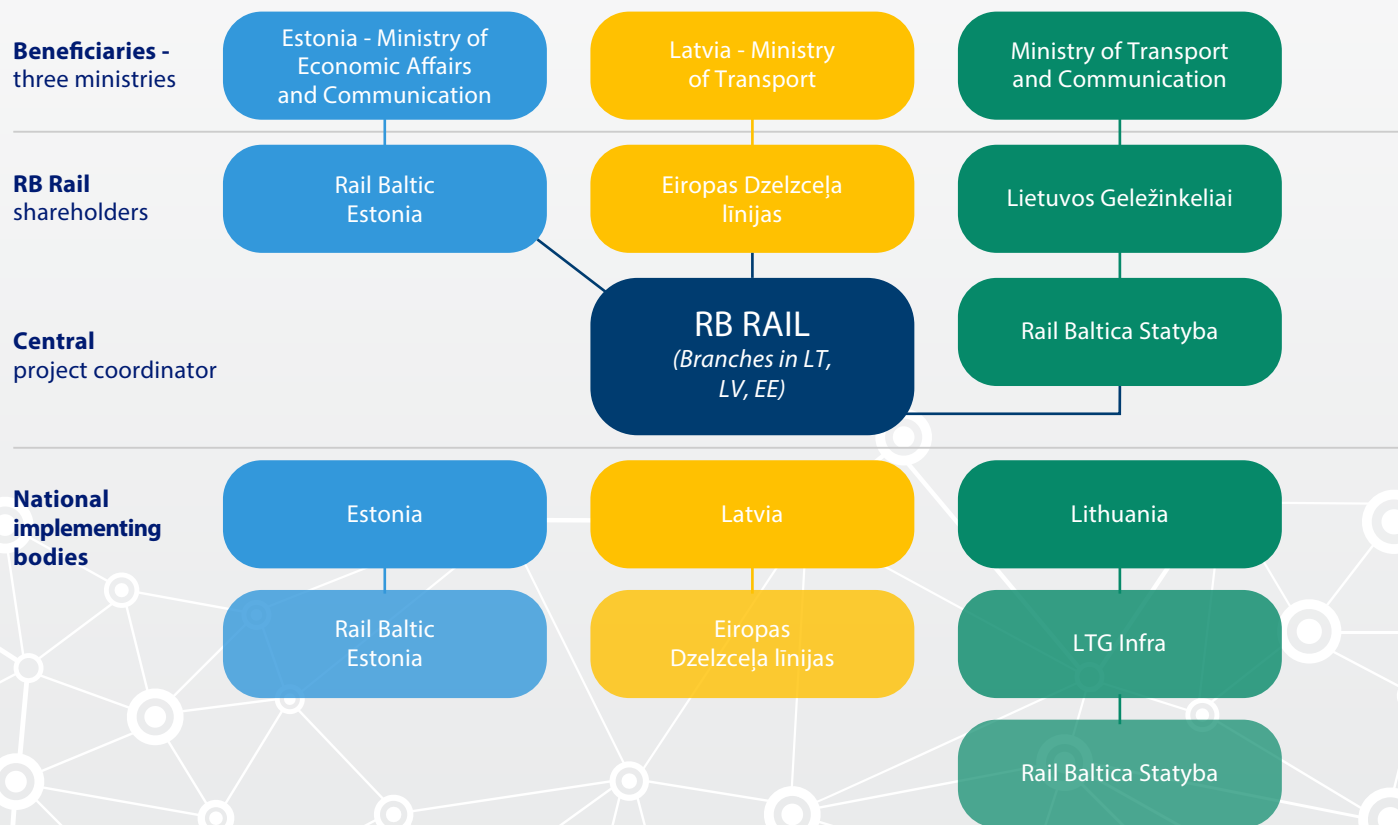 Beneficiaries -
three ministries
Estonia - Ministry of
Economic Affairs
and Communication
Latvia - Ministry
of Transport
Ministry of Transport
and Communication
RB Rail
shareholders
Rail Baltic
Estonia
Eiropas Dzelzceļa
līnijas
Lietuvos Geležinkeliai
Central
project coordinator
RB RAIL
(Branches in LT,
LV, EE)
Rail Baltica Statyba
National
implementing
bodies
Estonia
Latvia
Lithuania
Rail Baltic
Estonia
Eiropas
Dzelzceļa līnijas
LTG Infra
Rail Baltica Statyba